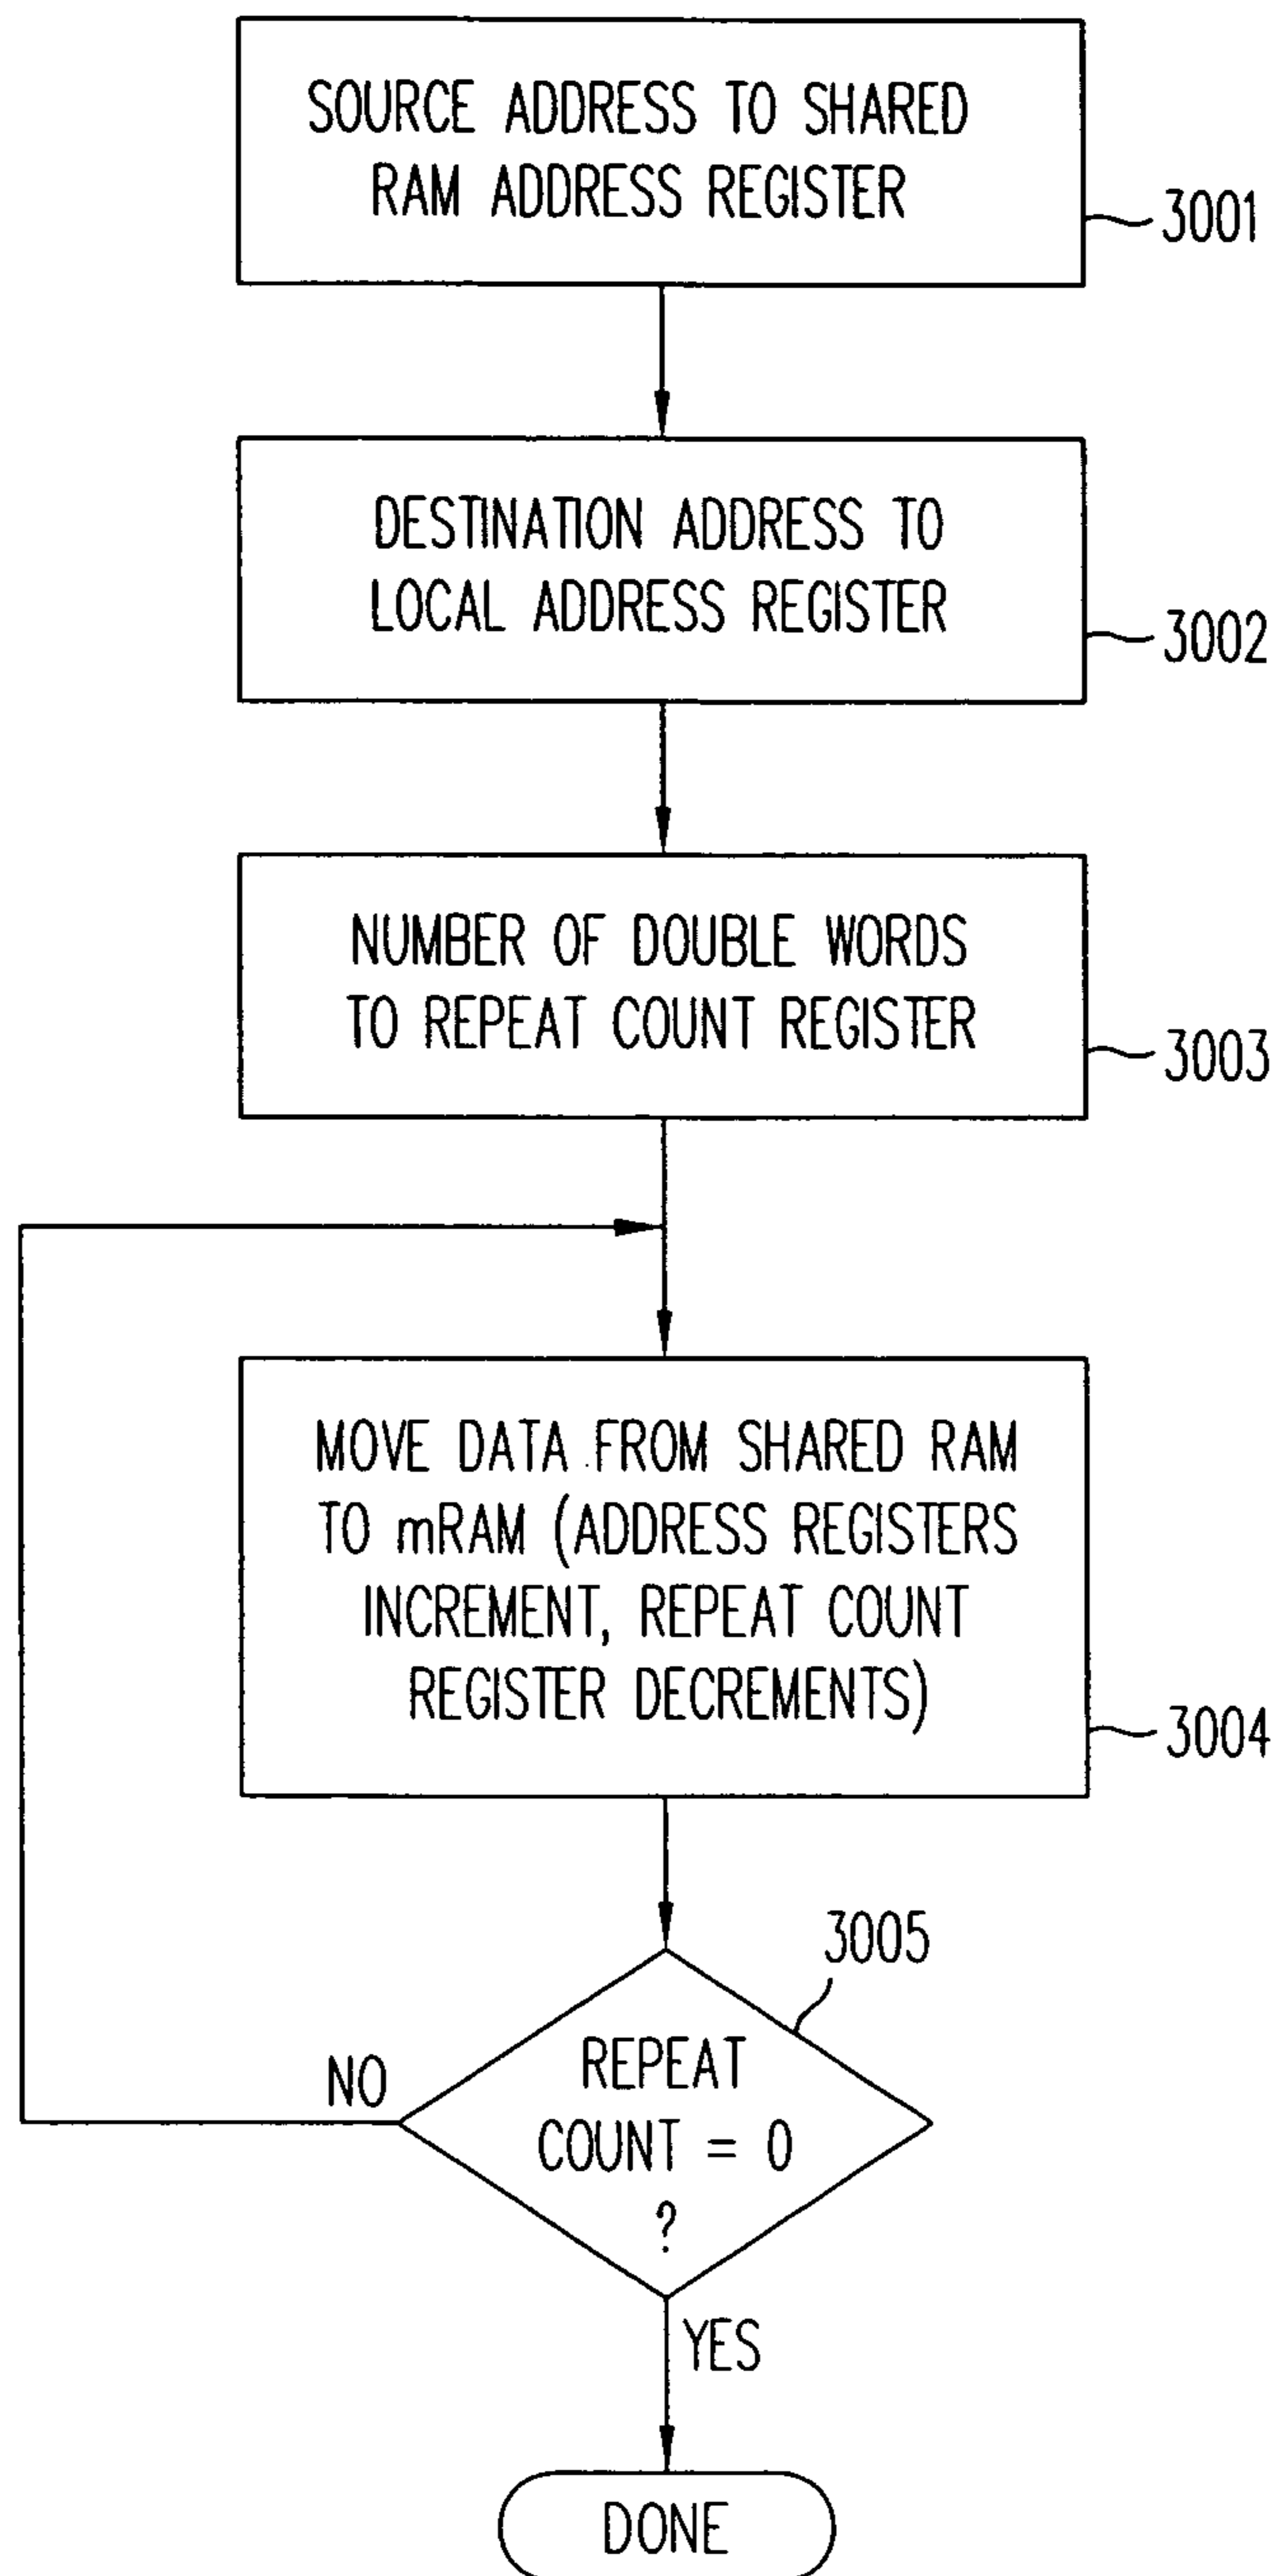 SOURCE ADDRESS TO SHARED
RAM ADDRESS REGISTER
3001
DESTINATION ADDRESS TO
LOCAL ADDRESS REGISTER
3002
NUMBER OF DOUBLE WORDS
TO REPEAT COUNT REGISTER
3003
MOVE DATA FROM SHARED RAM
TO mRAM (ADDRESS REGISTERS
INCREMENT, REPEAT COUNT
REGISTER DECREMENTS)
3004
3005
REPEAT
COUNT = 0
?
NO
YES
DONE